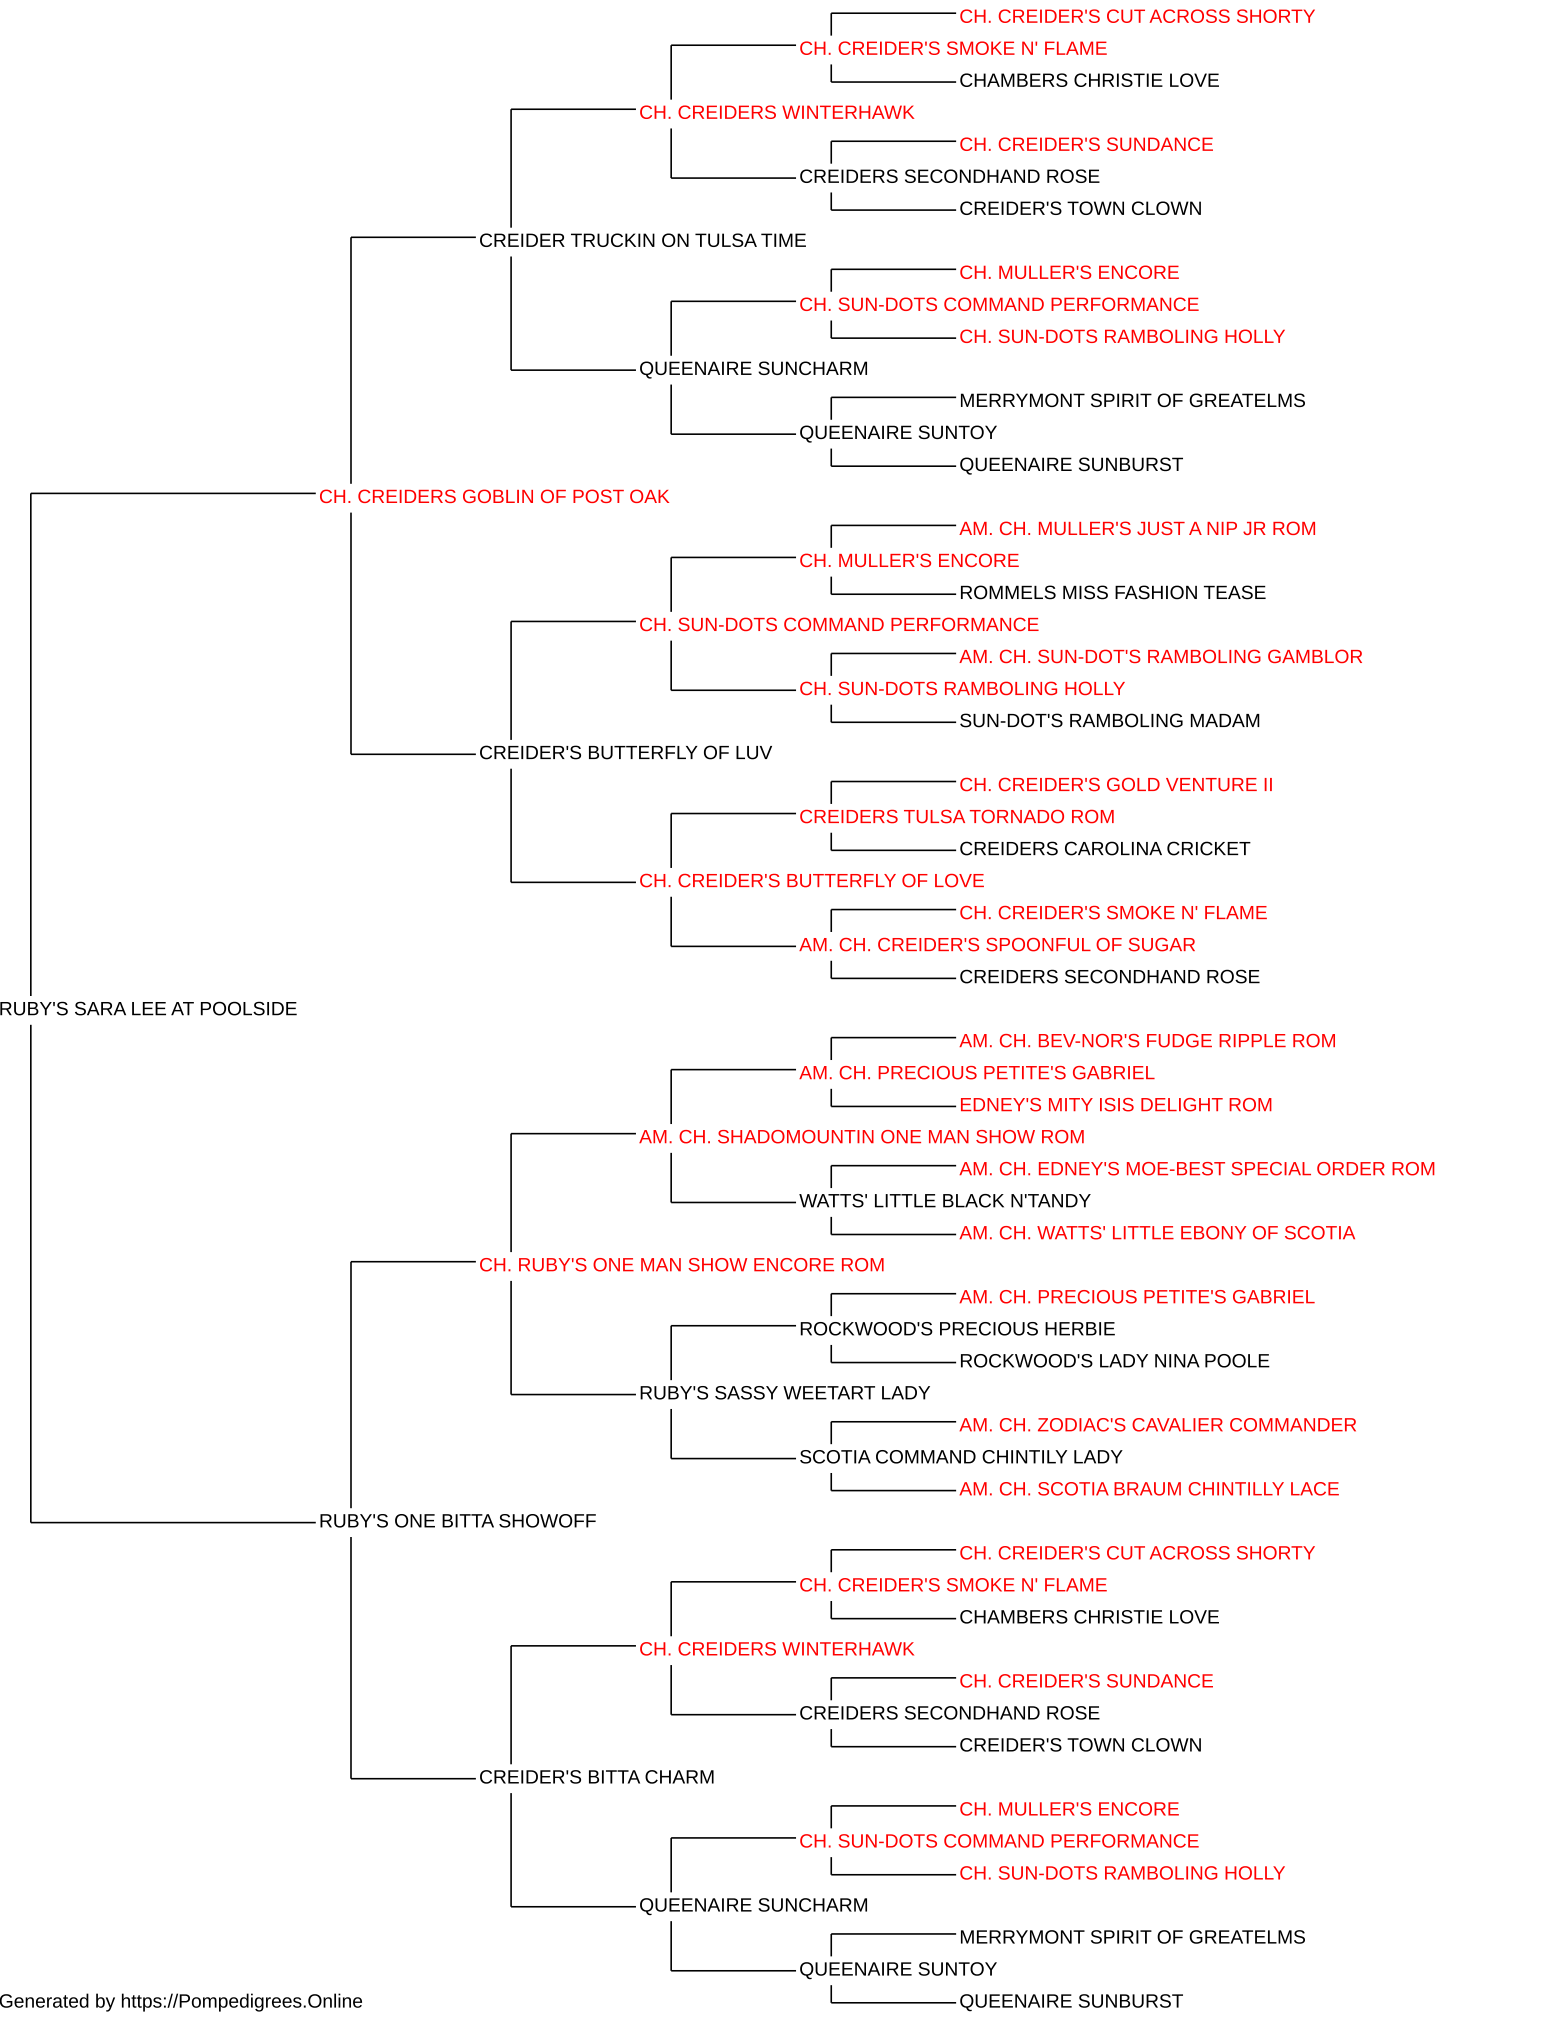 CH. CREIDER'S CUT ACROSS SHORTY
CH. CREIDER'S SMOKE N' FLAME
CHAMBERS CHRISTIE LOVE
CH. CREIDERS WINTERHAWK
CH. CREIDER'S SUNDANCE
CREIDERS SECONDHAND ROSE
CREIDER'S TOWN CLOWN
CREIDER TRUCKIN ON TULSA TIME
CH. MULLER'S ENCORE
CH. SUN-DOTS COMMAND PERFORMANCE
CH. SUN-DOTS RAMBOLING HOLLY
QUEENAIRE SUNCHARM
MERRYMONT SPIRIT OF GREATELMS
QUEENAIRE SUNTOY
QUEENAIRE SUNBURST
CH. CREIDERS GOBLIN OF POST OAK
AM. CH. MULLER'S JUST A NIP JR ROM
CH. MULLER'S ENCORE
ROMMELS MISS FASHION TEASE
CH. SUN-DOTS COMMAND PERFORMANCE
AM. CH. SUN-DOT'S RAMBOLING GAMBLOR
CH. SUN-DOTS RAMBOLING HOLLY
SUN-DOT'S RAMBOLING MADAM
CREIDER'S BUTTERFLY OF LUV
CH. CREIDER'S GOLD VENTURE II
CREIDERS TULSA TORNADO ROM
CREIDERS CAROLINA CRICKET
CH. CREIDER'S BUTTERFLY OF LOVE
CH. CREIDER'S SMOKE N' FLAME
AM. CH. CREIDER'S SPOONFUL OF SUGAR
CREIDERS SECONDHAND ROSE
RUBY'S SARA LEE AT POOLSIDE
AM. CH. BEV-NOR'S FUDGE RIPPLE ROM
AM. CH. PRECIOUS PETITE'S GABRIEL
EDNEY'S MITY ISIS DELIGHT ROM
AM. CH. SHADOMOUNTIN ONE MAN SHOW ROM
AM. CH. EDNEY'S MOE-BEST SPECIAL ORDER ROM
WATTS' LITTLE BLACK N'TANDY
AM. CH. WATTS' LITTLE EBONY OF SCOTIA
CH. RUBY'S ONE MAN SHOW ENCORE ROM
AM. CH. PRECIOUS PETITE'S GABRIEL
ROCKWOOD'S PRECIOUS HERBIE
ROCKWOOD'S LADY NINA POOLE
RUBY'S SASSY WEETART LADY
AM. CH. ZODIAC'S CAVALIER COMMANDER
SCOTIA COMMAND CHINTILY LADY
AM. CH. SCOTIA BRAUM CHINTILLY LACE
RUBY'S ONE BITTA SHOWOFF
CH. CREIDER'S CUT ACROSS SHORTY
CH. CREIDER'S SMOKE N' FLAME
CHAMBERS CHRISTIE LOVE
CH. CREIDERS WINTERHAWK
CH. CREIDER'S SUNDANCE
CREIDERS SECONDHAND ROSE
CREIDER'S TOWN CLOWN
CREIDER'S BITTA CHARM
CH. MULLER'S ENCORE
CH. SUN-DOTS COMMAND PERFORMANCE
CH. SUN-DOTS RAMBOLING HOLLY
QUEENAIRE SUNCHARM
MERRYMONT SPIRIT OF GREATELMS
QUEENAIRE SUNTOY
QUEENAIRE SUNBURST
Generated by https://Pompedigrees.Online